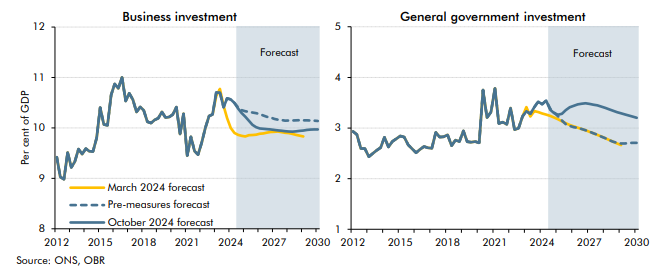 Business investment
General government investment
Per cent of GDP
12
11
10
9
8
Forecast
March 2024 forecast
Pre-measures forecast
October 2024 forecast
2012 2015 2018 2021 2024 2027 2030
5
4
3
2
1
Forecast
2012 2015 2018 2021 2024 2027 2030
Source: ONS, OBR